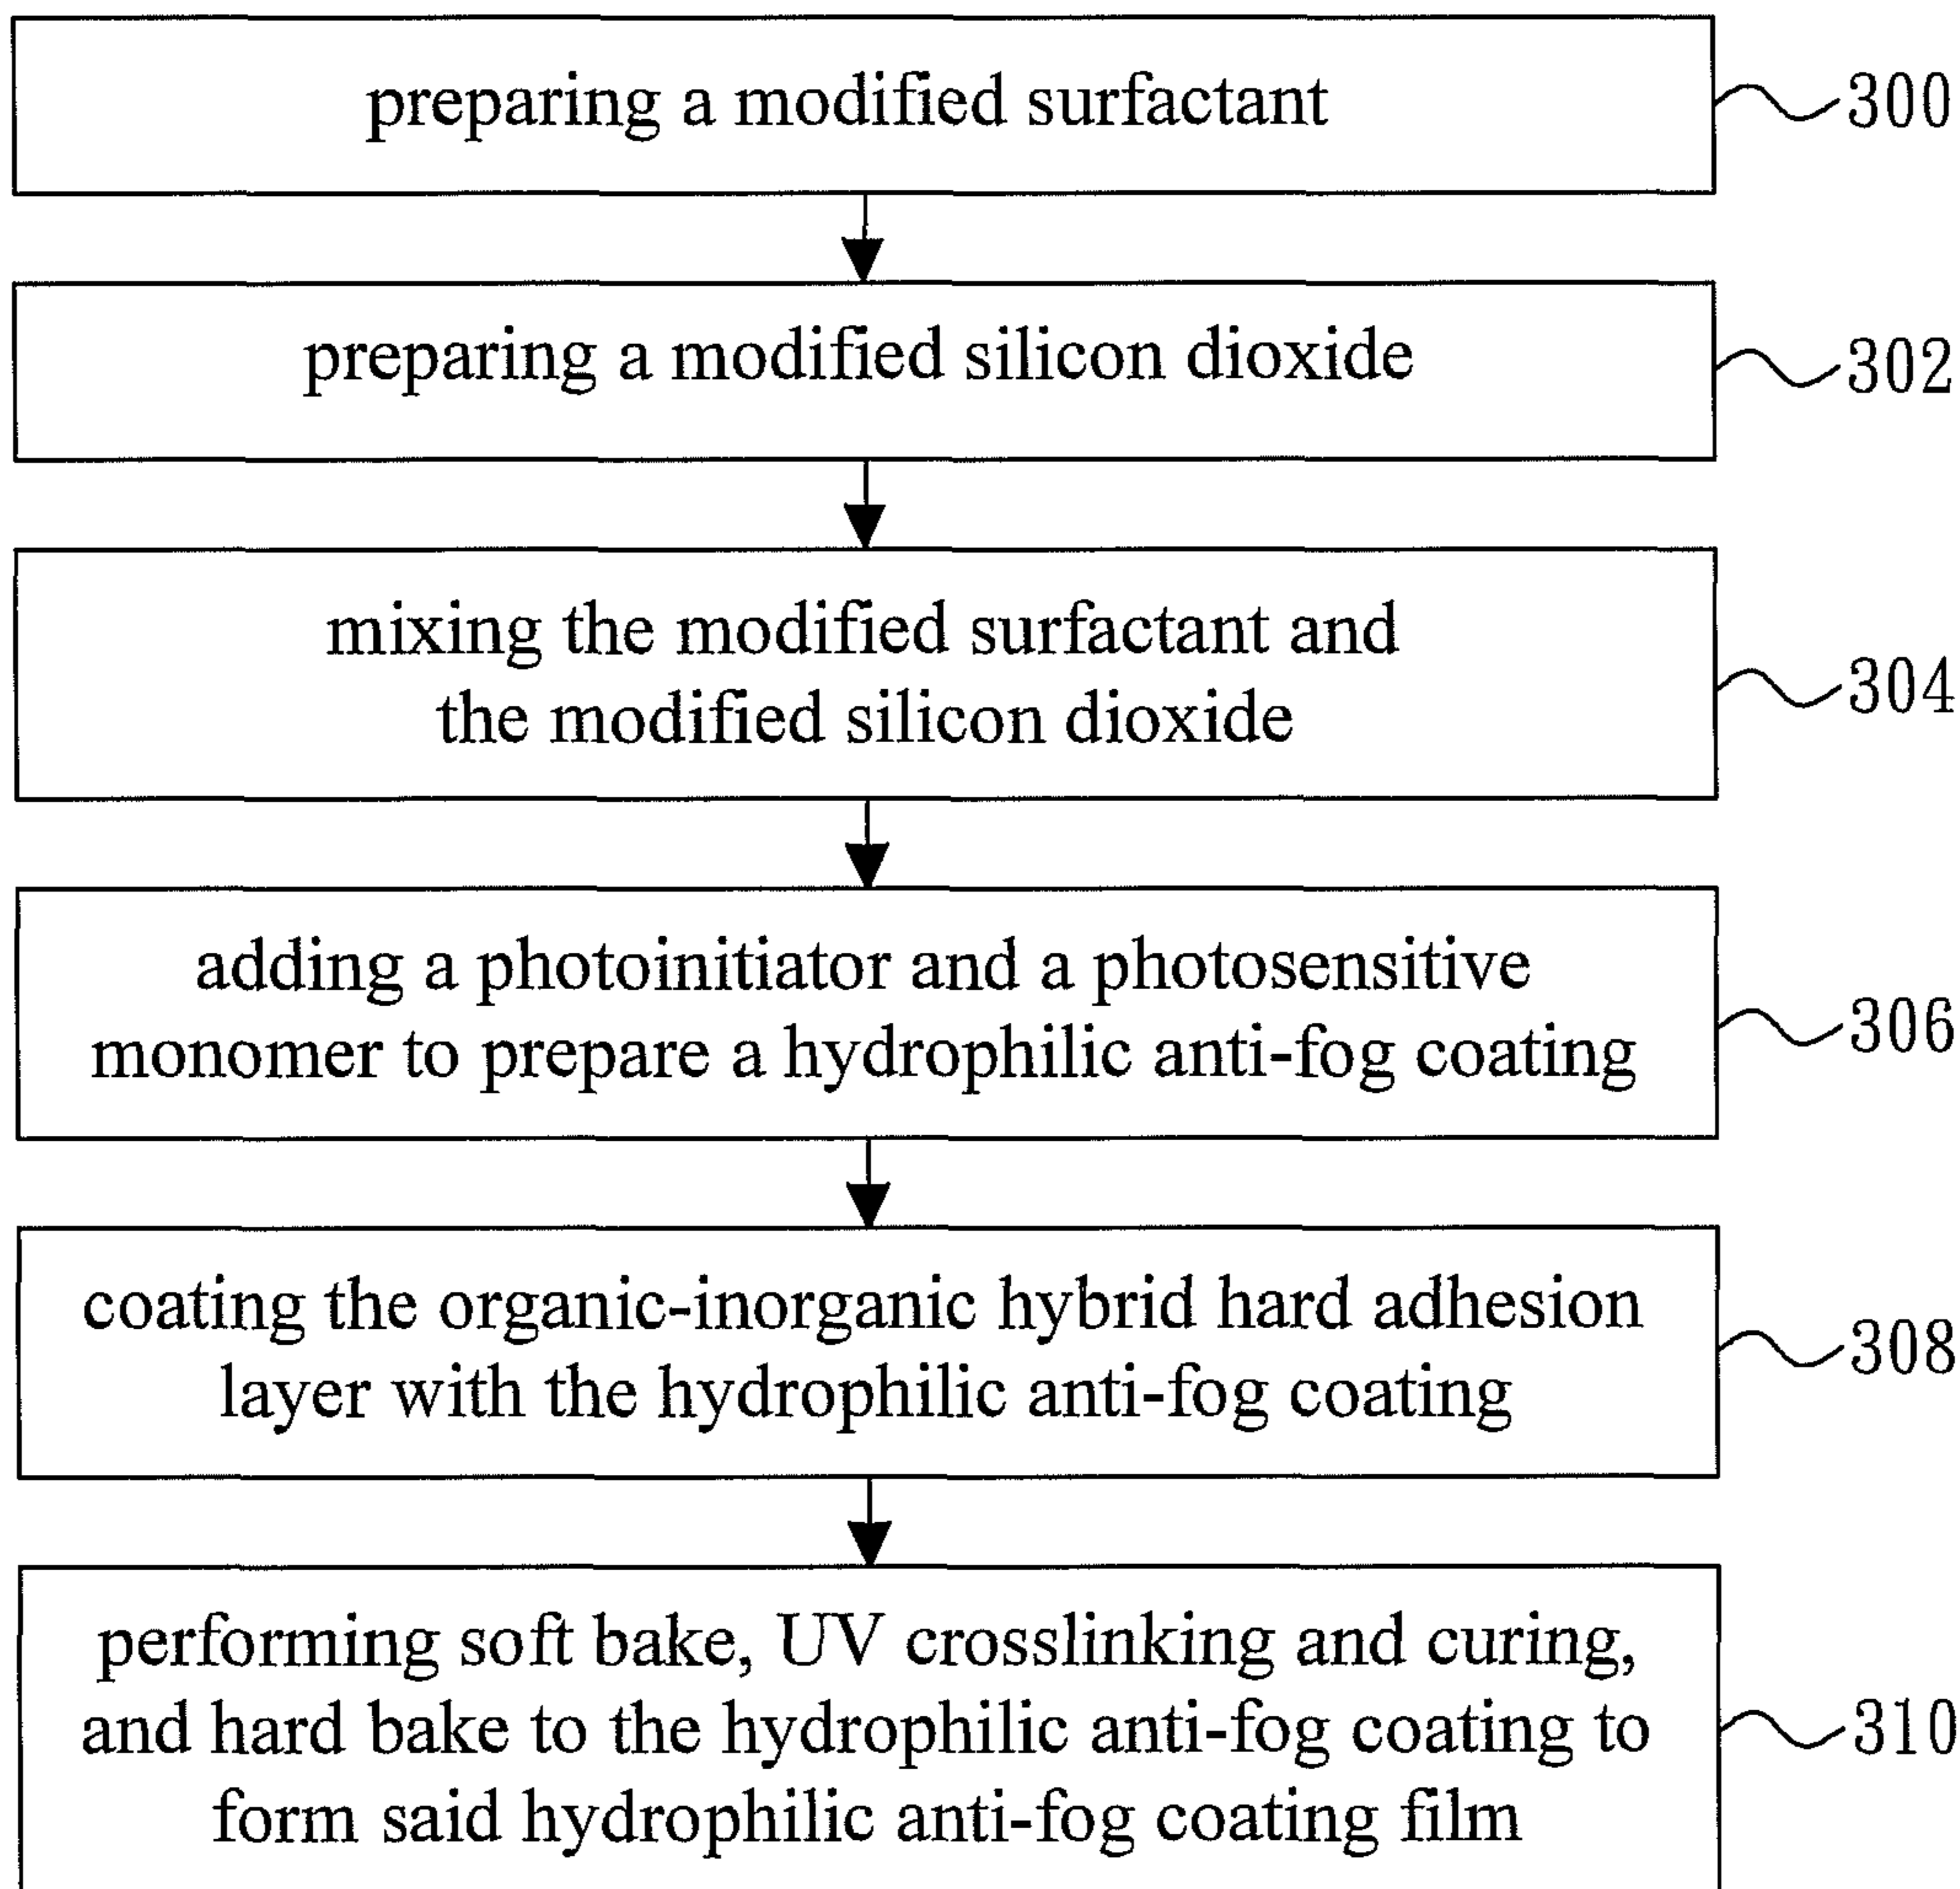 preparing a modified surfactant
300
preparing a modified silicon dioxide
302
mixing the modified surfactant and
the modified silicon dioxide
304
adding a photoinitiator and a photosensitive
monomer to prepare a hydrophilic anti-fog coating
306
coating the organic-inorganic hybrid hard adhesion
layer with the hydrophilic anti-fog coating
308
performing soft bake, UV crosslinking and curing,
and hard bake to the hydrophilic anti-fog coating to
form said hydrophilic anti-fog coating film
310